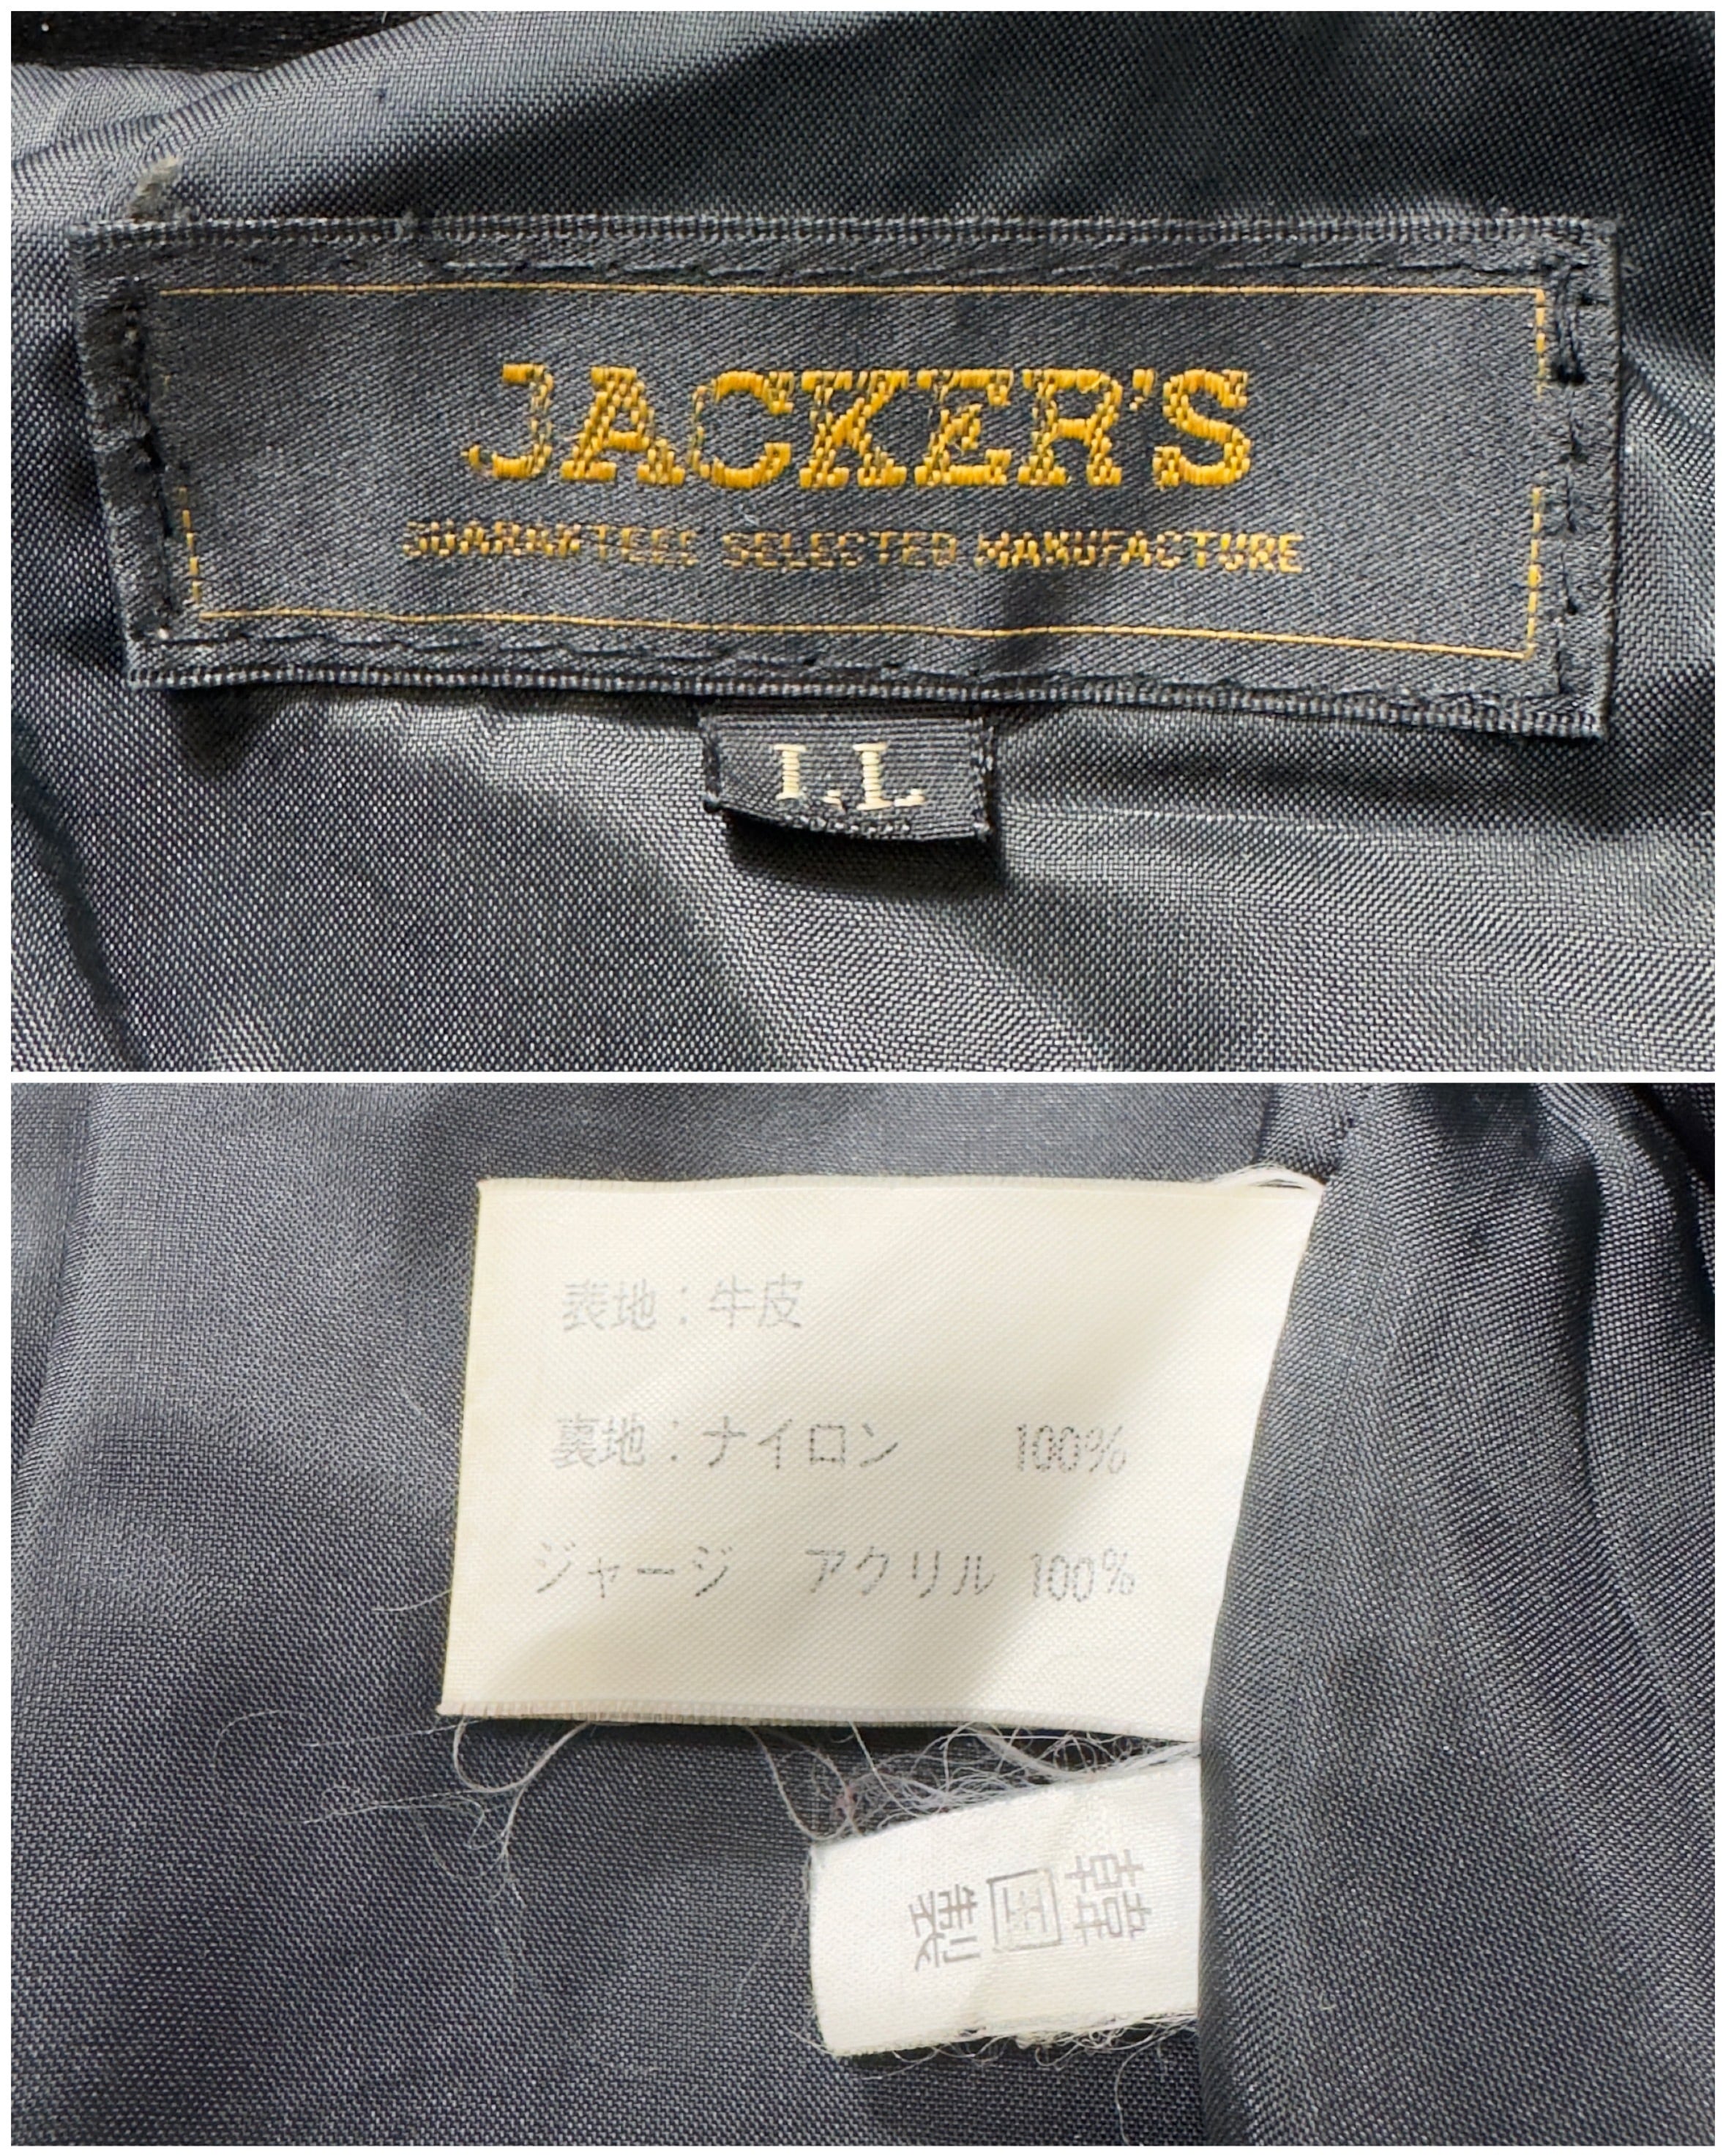 JACKER'S
GUARANTEED SELECTED MANUFACTURE
LL
表地：牛皮
裏地：ナイロン 100%
ジャージ アクリル 100%
韓国製